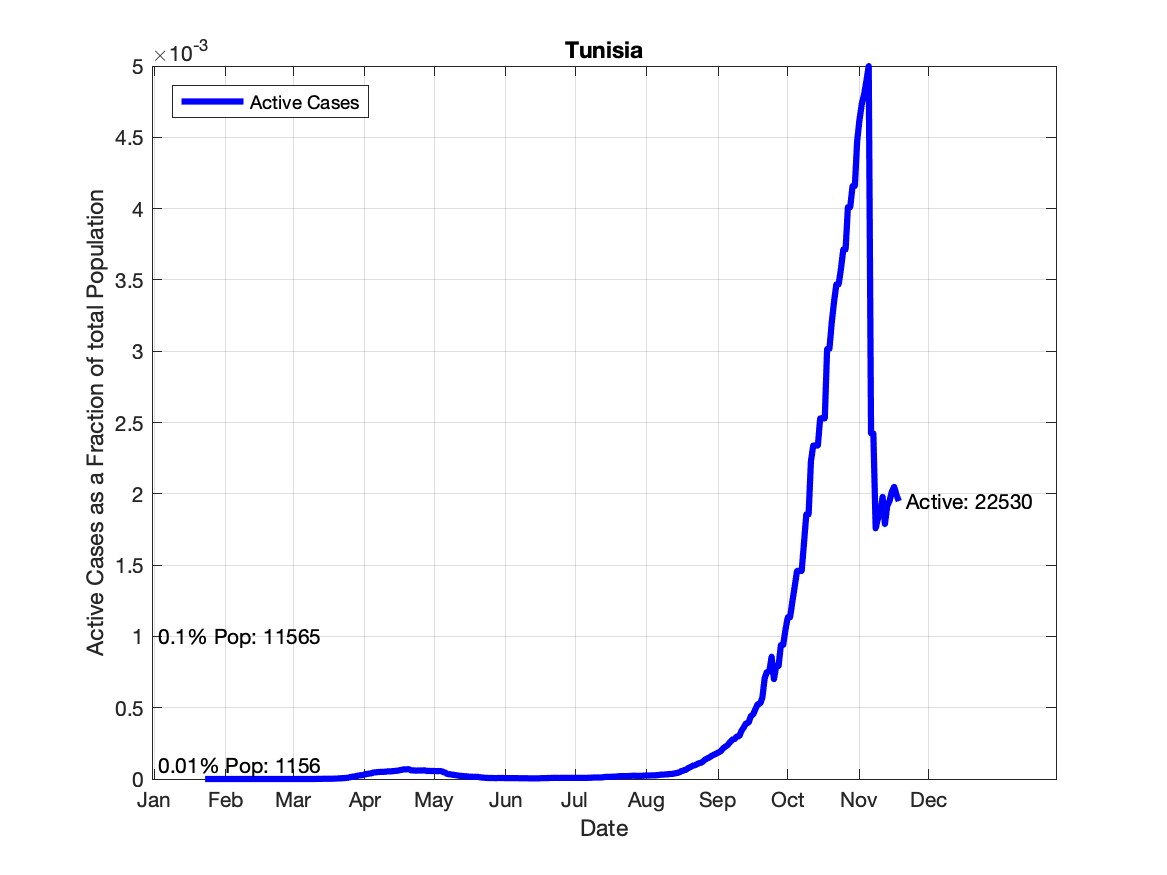 Tunisia
×10-3
5
4.5
4
3.5
3
2.5
2
1.5
1
0.5
0
Active Cases
Active Cases as a Fraction of total Population
Active: 22530
0.1% Pop: 11565
0.01% Pop: 1156
Jan Feb Mar Apr May Jun Jul Aug Sep Oct Nov Dec
Date